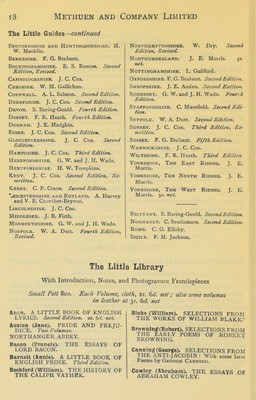 18 METHUEN AND COMPANY LIMITED
The Little Guides—continued
BEDFORDSHIRE AND HUNTINGDONSHIRE. H.
W. Macklin.
BERKSHIRE. F. G. Brabant.
BUCKINGHAMSHIRE. E. S. Roscoe. Second
Edition, Revised.
CAMBRIDGESHIRE. J. C. Cox.
CHESHIRE. W. M. Gallichan.
CORNWALL. A. L. Salmon. Second Edition.
DERBYSHIRE. J. C. Cox. Second Edition.
DEVON. S. Baring-Gould. Fourth Edition.
DORSET. F. R. Heath. Fourth Edition.
DURHAM. J. E. Hodgkin.
ESSEX. J. C. Cox. Second Edition.
GLOUCESTERSHIRE. J. C. Cox. Second
Edition.
HAMPSHIRE. J. C. Cox. Third Edition.
HEREFORDSHIRE. G. W. and J. H. Wade.
HERTFORDSHIRE. H. W. Tompkins.
KENT. J. C. Cox. Second Edition, Re-
written.
KERRY. C. P. Crane. Second Edition.
LEICESTERSHIRE AND RUTLAND. A. Harvey
and V. B. Crowther-Beynon.
LINCOLNSHIRE. J. C. Cox.
MIDDLESEX. J. B. Firth.
MONMOUTHSHIRE. G. W. and J. H. Wade.
NORFOLK. W. A. Dutt. Fourth Edition,
Revised.
NORTHAMPTONSHIRE. W. Dry. Second
Edition, Revised.
NORTHUMBERLAND. J. E. Morris. 5s.
net.
NOTTINGHAMSHIRE. L. Guilford.
OXFORDSHIRE. F. G. Brabant. Second Edition.
SHROPSHIRE. J. E. Auden. Second Edition.
SOMERSET. G. W. and J. H. Wade. Fourth
Edition.
STAFFORDSHIRE. C. Masefield. Second Edi-
tion.
SUFFOLK. W. A. Dutt. Second Edition.
SURREY. J. C. Cox. Third Edition, Re-
written.
SUSSEX. F. G. Brabant. Fifth Edition.
WARWICKSHIRE. J. C. Cox.
WILTSHIRE. F. R. Heath. Third Edition.
YORKSHIRE, THE EAST RIDING. J. E.
Morris.
YORKSHIRE, THE NORTH RIDING. J. E.
Morris.
YORKSHIRE, THE WEST RIDING. J. E.
Morris. 5s. net.
BRITTANY. S. Baring-Gould. Second Edition.
NORMANDY. C. Scudamore. Second Edition.
ROME. C. G. Ellaby.
SICILY. F. H. Jackson.
The Little Library
With Introduction, Notes, and Photogravure Frontispieces
Small Pott 8vo. Each Volume, cloth, 2s. 6d. net; also some volumes
in leather at 3s. 6d. net
Anon. A LITTLE BOOK OF ENGLISH
LYRICS. Second Edition. 2s. 6d. net.
Austen (Jane). PRIDE AND PREJU-
DICE. Two Volumes.
NORTHANGER ABBEY.
Bacon (Francis). THE ESSAYS OF
LORD BACON.
Barnett (Annie). A LITTLE BOOK OF
ENGLISH PROSE. Third Edition.
Beckford (William). THE HISTORY OF
THE CALIPH VATHEK.
Blake (William). SELECTIONS FROM
THE WORKS OF WILLIAM BLAKE.
Browning (Robert). SELECTIONS FROM
THE EARLY POEMS OF ROBERT
BROWNING.
Canning (George). SELECTIONS FROM
THE ANTI-JACOBIN: With some later
Poems by GEORGE CANNING.
Cowley (Abraham). THE ESSAYS OF
ABRAHAM COWLEY.